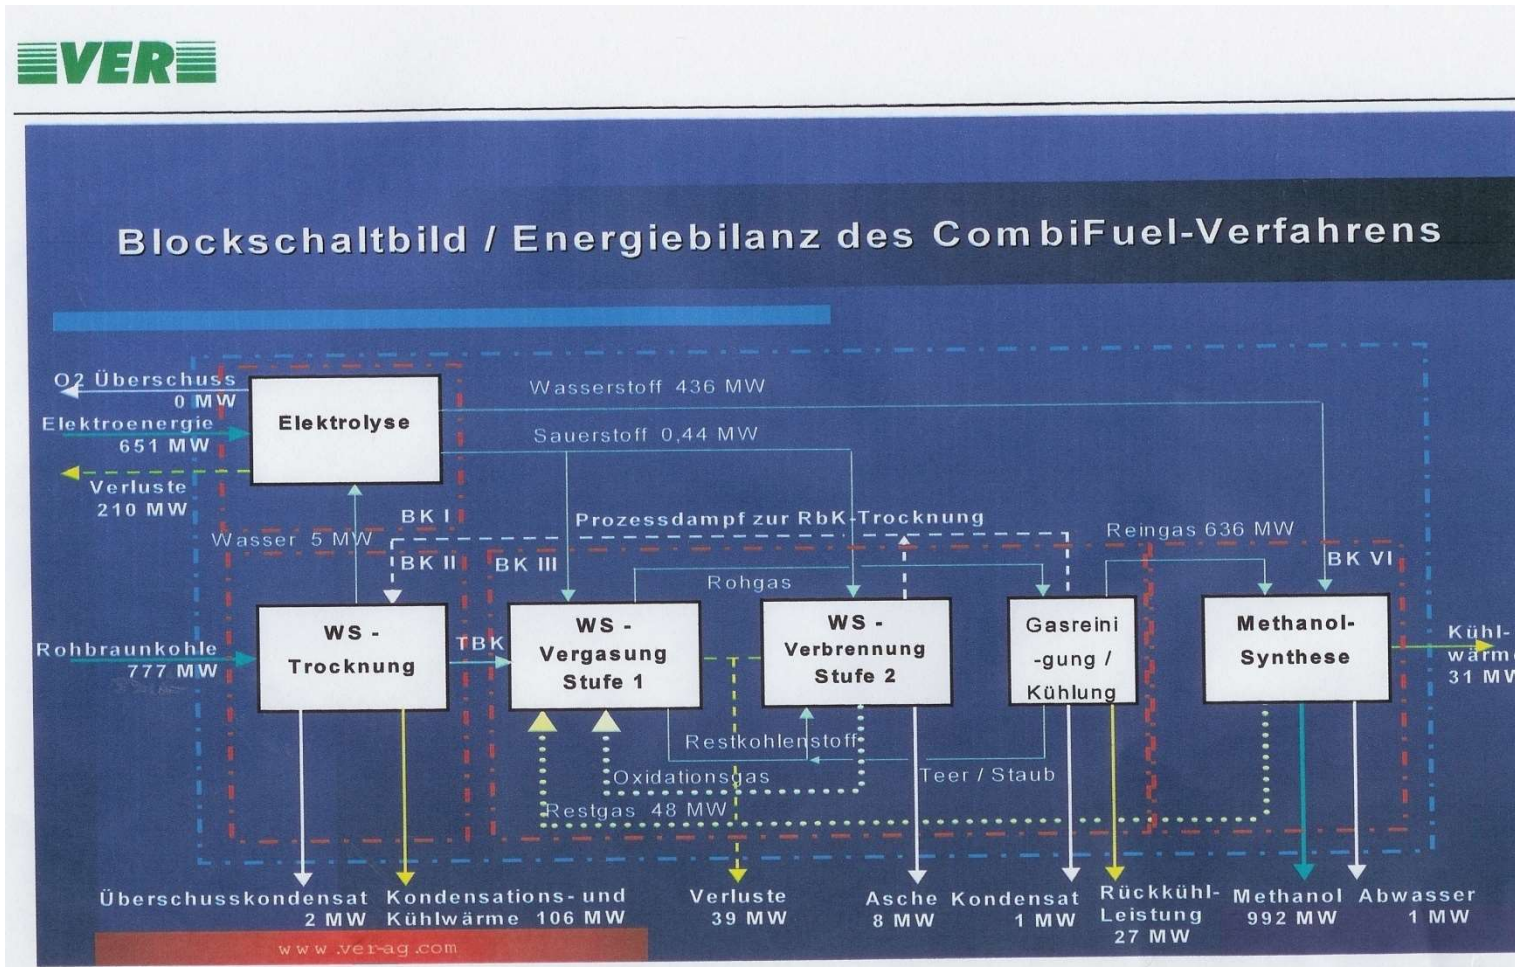 VER
Blockschaltbild / Energiebilanz des CombiFuel-Verfahrens
O2 Überschuss
0 MW
Elektroenergie
651 MW
Verluste
210 MW
Elektrolyse
Wasserstoff 436 MW
Sauerstoff 0,44 MW
BK I
Wasser 5 MW
BK II
BK III
Prozessdampf zur RbK-Trocknung
Rohgas
Reingas 636 MW
BK VI
Rohbraunkohle
777 MW
WS -
Trocknung
TBK
WS -
Vergasung
Stufe 1
WS -
Verbrennung
Stufe 2
Gasreini
-gung /
Kühlung
Methanol-
Synthese
Kühl-
wärme
31 MW
Restkohlenstoff
Oxidationsgas
Teer / Staub
Restgas 48 MW
Überschusskondensat
2 MW
Kondensations- und
Kühlwärme 106 MW
Verluste
39 MW
Asche
8 MW
Kondensat
1 MW
Rückkühl-
Leistung
27 MW
Methanol
992 MW
Abwasser
1 MW
www.ver-ag.com